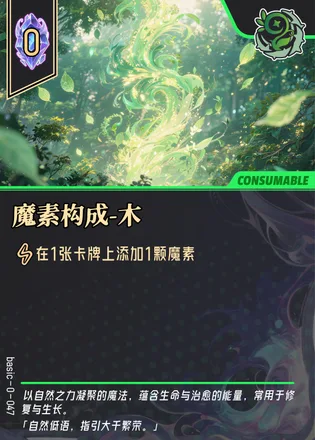 0
CONSUMABLE
魔素构成-木
在1张卡牌上添加1颗魔素
basic-0-047
以自然之力凝聚的魔法，蕴含生命与治愈的能量，常用于修
复与生长。
「自然低语，指引大千繁荣。」